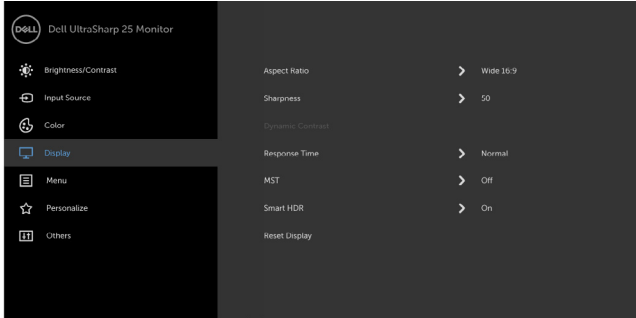 DELL Dell UltraSharp 25 Monitor
Brightness/Contrast
Aspect Ratio Wide 16:9
Input Source
Sharpness 50
Color
Dynamic Contrast
Display
Response Time Normal
Menu
MST Off
Personalize
Smart HDR On
Others
Reset Display